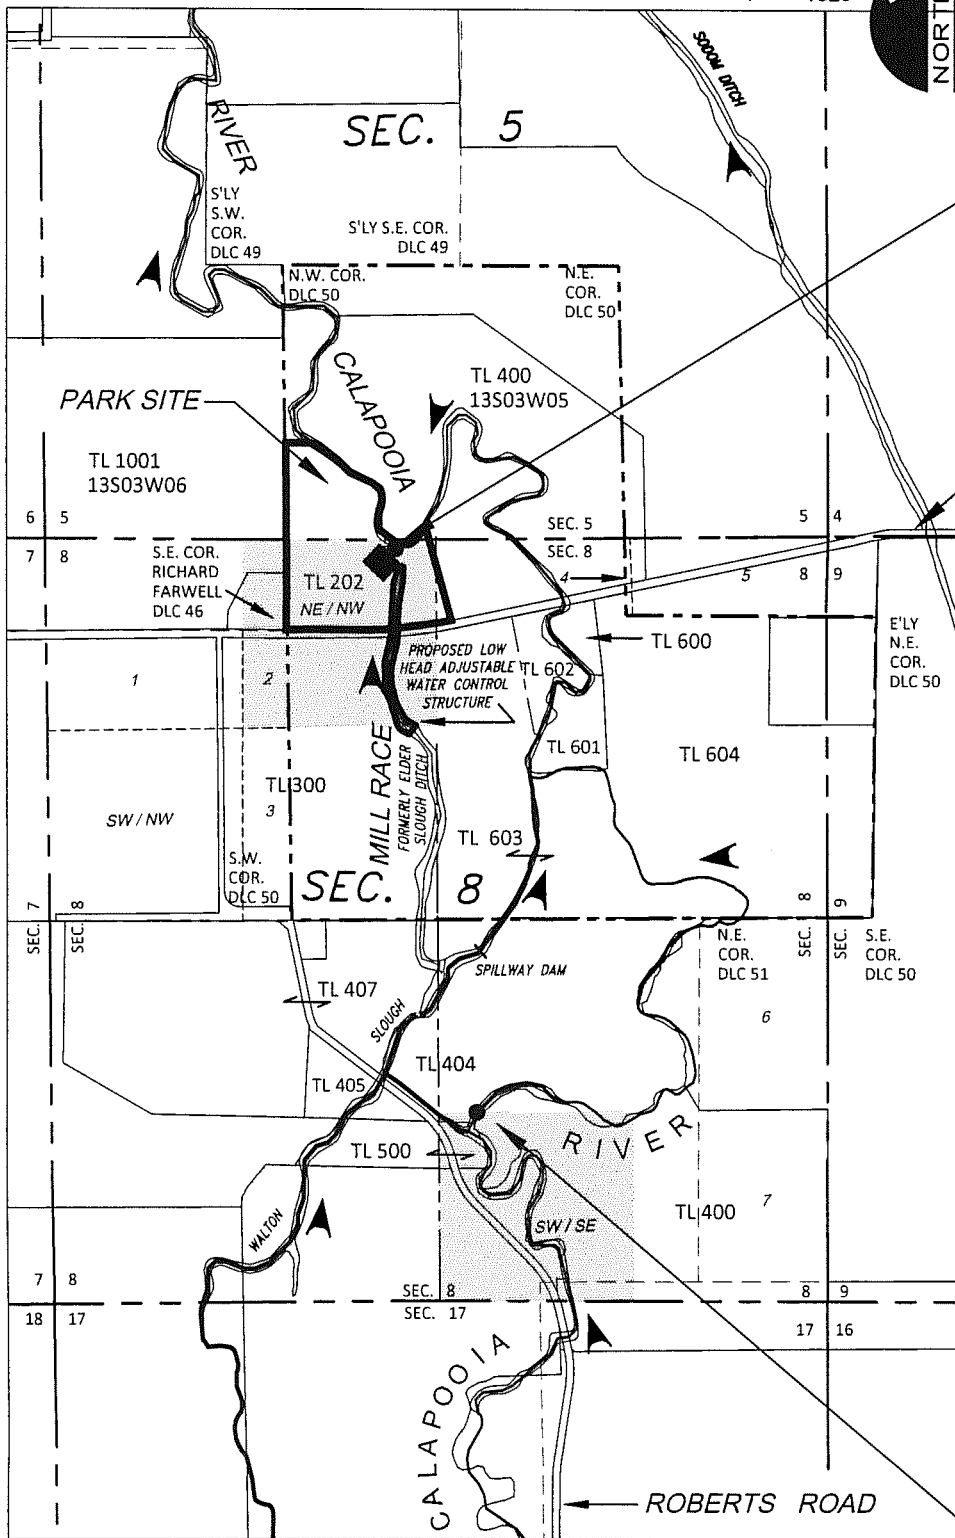 NORTH
SODOM DITCH
RIVER
SEC. 5
S'LY
S.W.
COR.
DLC 49
S'LY S.E. COR.
DLC 49
N.W. COR.
DLC 50
N.E.
COR.
DLC 50
CALAPOOIA
TL 400
13S03W05
PARK SITE
TL 1001
13S03W06
6 5
7 8
SEC. 5
SEC. 8
5 4
8 9
S.E. COR.
RICHARD
FARWELL
DLC 46
TL 202
NE / NW
4
5
E'LY
N.E.
COR.
DLC 50
TL 600
PROPOSED LOW
HEAD ADJUSTABLE
WATER CONTROL
STRUCTURE
TL 602
1
2
TL 601
TL 604
MILL RACE
FORMERLY ELDER
SLOUGH DITCH
TL 300
3
SW / NW
TL 603
S.W.
COR.
DLC 50
SEC. 8
SEC. 7
SEC. 8
SEC. 8
SEC. 9
N.E.
COR.
DLC 51
S.E.
COR.
DLC 50
SPILLWAY DAM
TL 407
6
SLOUGH
TL 404
TL 405
RIVER
TL 500
TL 400
7
WALTON
SW / SE
7 8
18 17
SEC. 8
SEC. 17
8 9
17 16
CALAPOOIA
ROBERTS ROAD